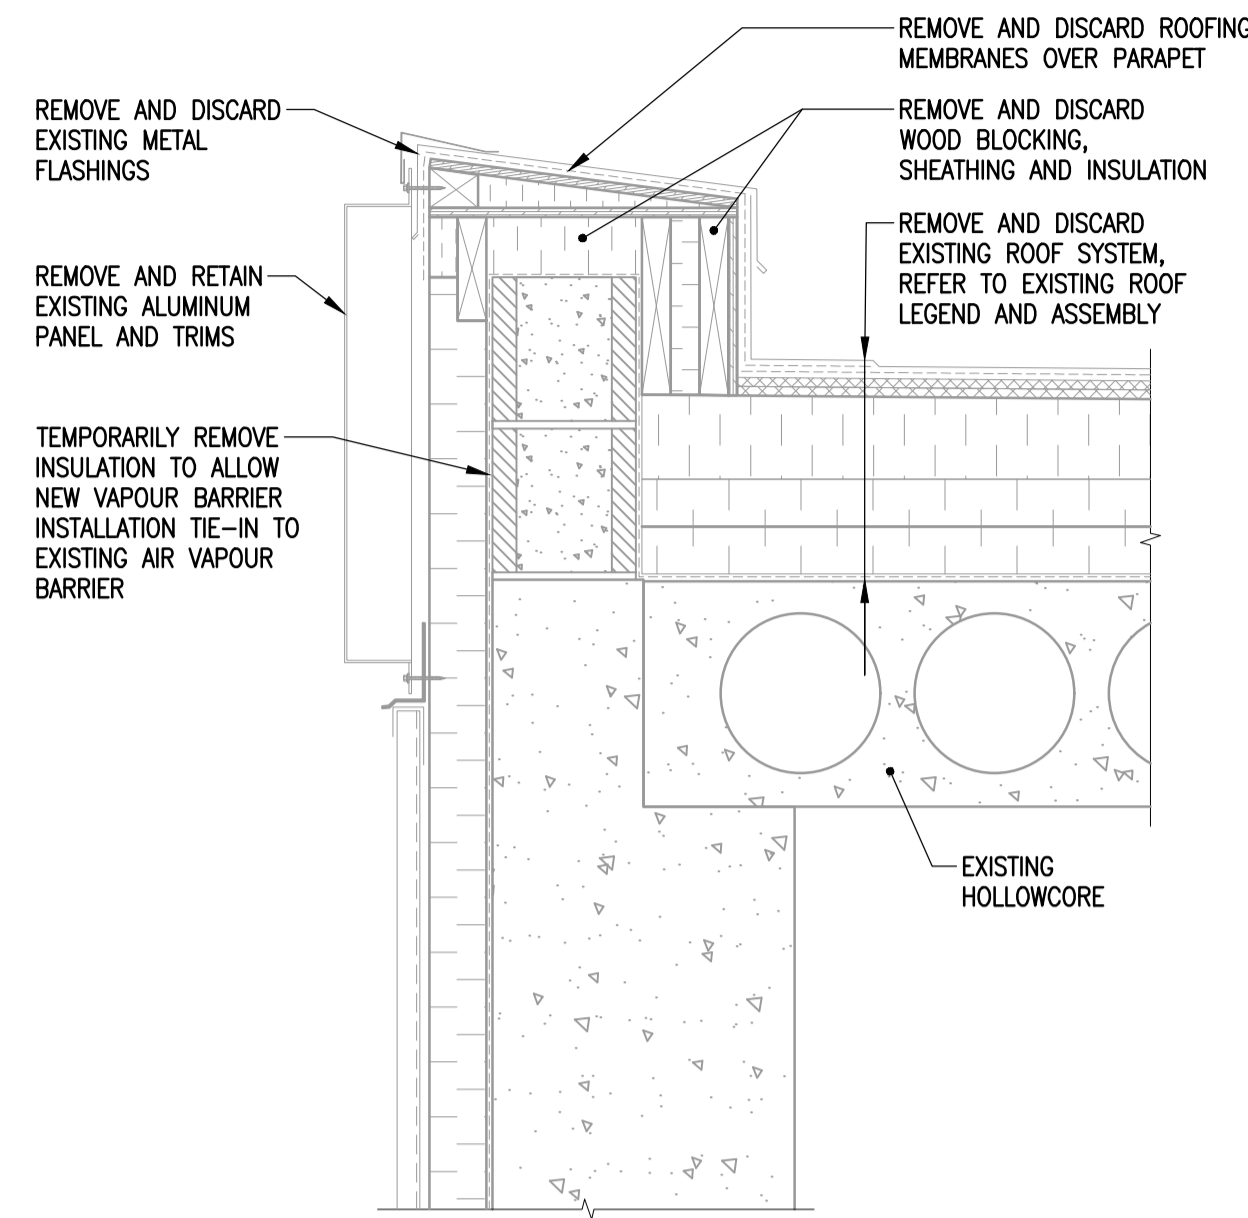 REMOVE AND DISCARD ROOFING
MEMBRANES OVER PARAPET
REMOVE AND DISCARD
EXISTING METAL
FLASHINGS
REMOVE AND DISCARD
WOOD BLOCKING,
SHEATHING AND INSULATION
REMOVE AND DISCARD
EXISTING ROOF SYSTEM,
REFER TO EXISTING ROOF
LEGEND AND ASSEMBLY
REMOVE AND RETAIN
EXISTING ALUMINUM
PANEL AND TRIMS
TEMPORARILY REMOVE
INSULATION TO ALLOW
NEW VAPOUR BARRIER
INSTALLATION TIE-IN TO
EXISTING AIR VAPOUR
BARRIER
EXISTING
HOLLOWCORE